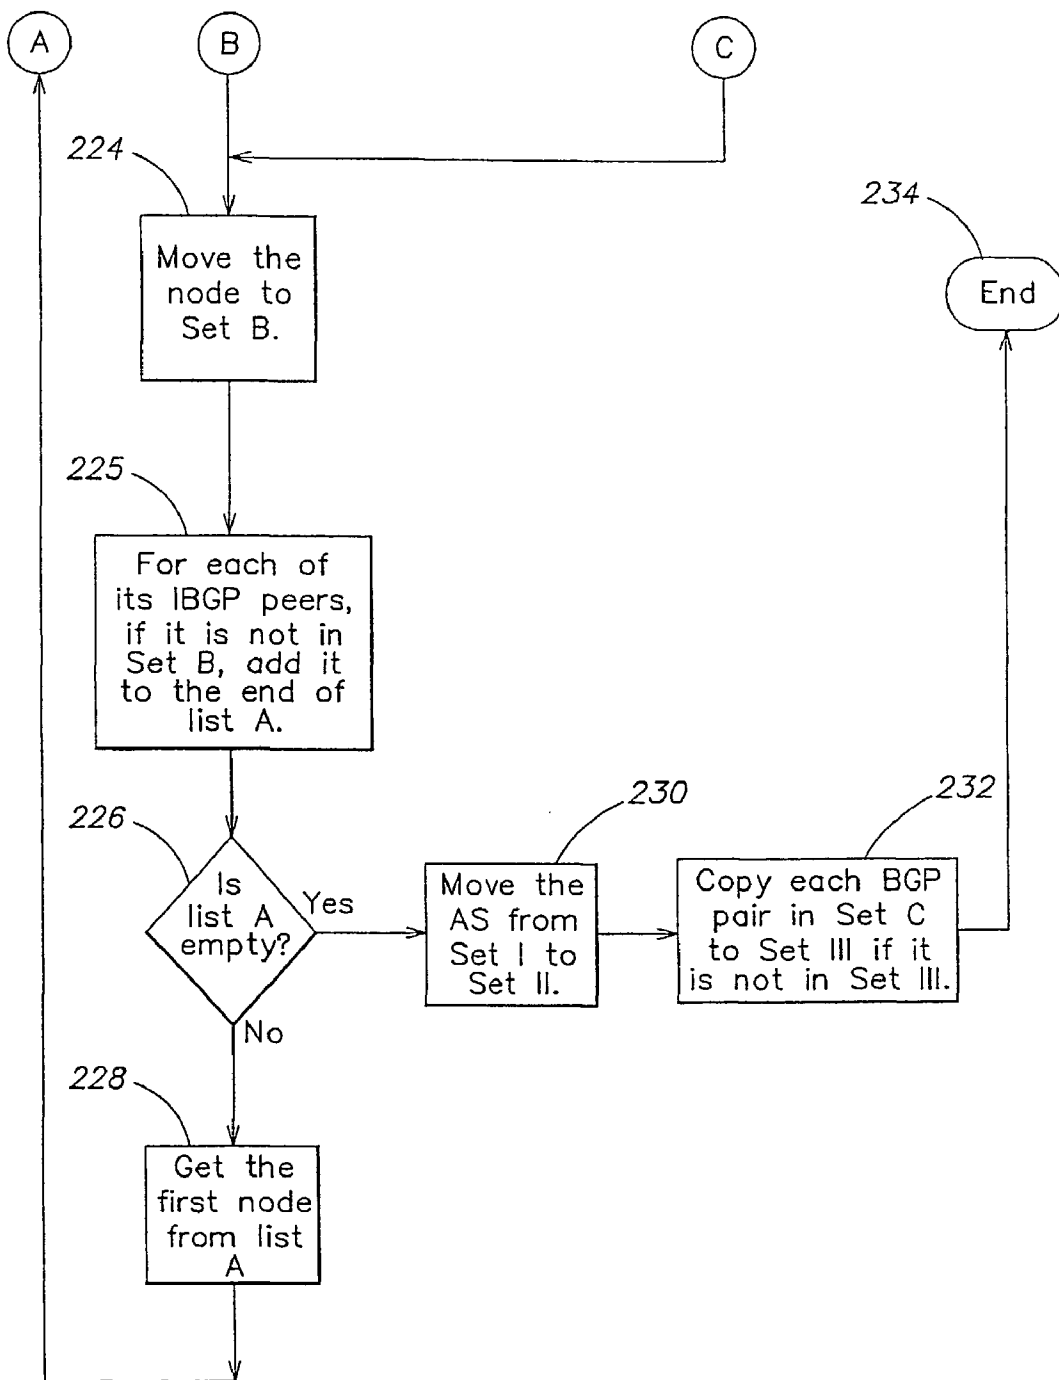 A
B
C
224
234
Move the
node to
Set B.
End
225
For each of
its IBGP peers,
if it is not in
Set B, add it
to the end of
list A.
226
230
232
Is
list A
empty?
Yes
Move the
AS from
Set I to
Set II.
Copy each BGP
pair in Set C
to Set III if it
is not in Set III.
No
228
Get the
first node
from list
A